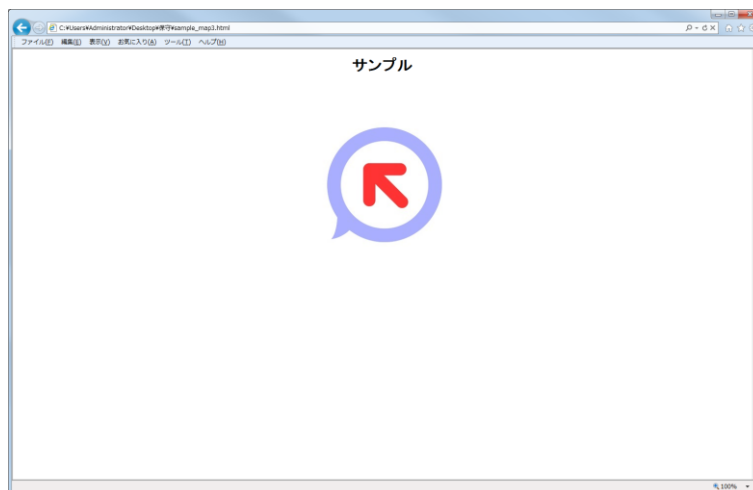 C:¥Users¥Administrator¥Desktop¥保守¥sample_map3.html
ファイル(F) 編集(E) 表示(V) お気に入り(A) ツール(T) ヘルプ(H)
サンプル
100%